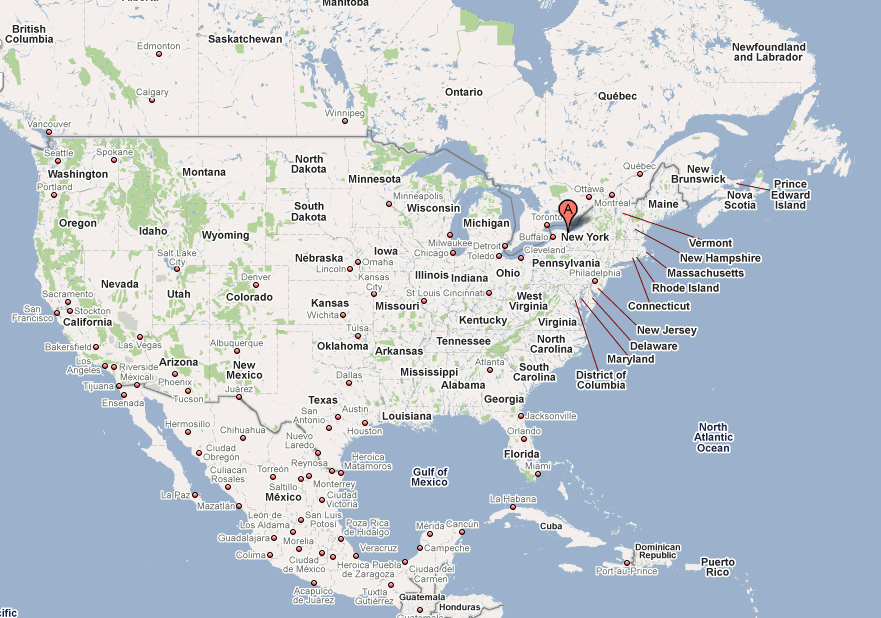 Manitoba
British
Columbia
Edmonton
Saskatchewan
Calgary
Winnipeg
Ontario
Québec
Newfoundland
and Labrador
Vancouver
Seattle
Spokane
Washington
Portland
Montana
North
Dakota
Minnesota
Minneapolis
Wisconsin
Michigan
Ottawa
Québec
Montréal
Maine
New
Brunswick
Nova
Scotia
Prince
Edward
Island
Oregon
Idaho
Wyoming
South
Dakota
Milwaukee
Chicago
Detroit
Toledo
Toronto
A
Buffalo
New York
Cleveland
Pennsylvania
Philadelphia
Vermont
New Hampshire
Massachusetts
Rhode Island
Connecticut
New Jersey
Delaware
Maryland
District of
Columbia
Salt Lake
City
Nevada
Utah
Denver
Colorado
Nebraska
Lincoln
Omaha
Iowa
Kansas
City
Illinois
Indiana
Ohio
Sacramento
San
Francisco
Stockton
California
Kansas
Wichita
Missouri
St Louis
Cincinnati
West
Virginia
Kentucky
Virginia
Bakersfield
Las Vegas
Los
Angeles
Riverside
Mexicali
Tijuana
Ensenada
Arizona
Phoenix
Tucson
Albuquerque
New
Mexico
Juárez
Tulsa
Oklahoma
Arkansas
Tennessee
North
Carolina
South
Carolina
Atlanta
Mississippi
Alabama
Georgia
Dallas
Texas
Austin
San
Antonio
Houston
Louisiana
Jacksonville
Orlando
Florida
Miami
North
Atlantic
Ocean
Gulf of
Mexico
Hermosillo
Chihuahua
Ciudad
Obregón
Nuevo
Laredo
Reynosa
Heroica
Matamoros
Culiacan
Rosales
Torreón
Saltillo
Monterrey
La Paz
Mazatlán
México
Ciudad
Victoria
León de
Los Aldama
San Luis
Potosí
Guadalajara
Colima
Morelia
Ciudad
de México
Poza Rica
de Hidalgo
Veracruz
Heroica Puebla
de Zaragoza
Mérida
Cancún
Campeche
Ciudad del
Carmen
Acapulco
de Juárez
Tuxtla
Gutiérrez
Guatemala
Honduras
La Habana
Cuba
Port-au-Prince
Dominican
Republic
Puerto
Rico